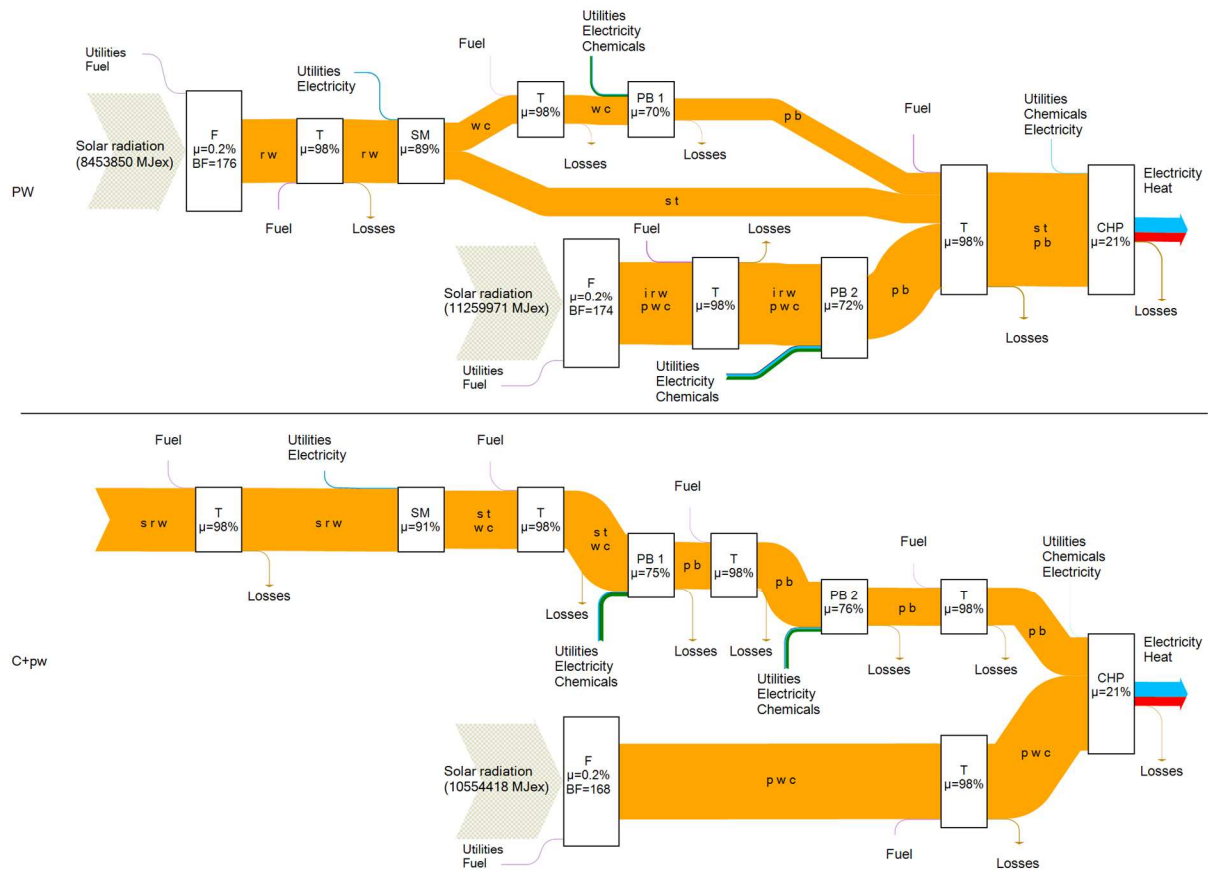 PW
Utilities
Fuel
Solar radiation
(8453850 MJex)
F
μ=0.2%
BF=176
r w
T
μ=98%
Fuel
r w
Losses
Utilities
Electricity
SM
μ=89%
w c
Fuel
T
μ=98%
w c
Losses
Utilities
Electricity
Chemicals
PB 1
μ=70%
Losses
p b
s t
Solar radiation
(11259971 MJex)
Utilities
Fuel
F
μ=0.2%
BF=174
i r w
p w c
Fuel
T
μ=98%
Losses
i r w
p w c
Utilities
Electricity
Chemicals
PB 2
μ=72%
p b
Fuel
T
μ=98%
Losses
s t
p b
Utilities
Chemicals
Electricity
CHP
μ=21%
Electricity
Heat
Losses
C+pw
s r w
Fuel
T
μ=98%
Losses
s r w
Utilities
Electricity
SM
μ=91%
s t
w c
Fuel
T
μ=98%
s t
w c
Losses
Utilities
Electricity
Chemicals
PB 1
μ=75%
p b
Losses
Fuel
T
μ=98%
p b
Losses
Utilities
Electricity
Chemicals
PB 2
μ=76%
p b
Losses
Fuel
T
μ=98%
Losses
p b
Solar radiation
(10554418 MJex)
Utilities
Fuel
F
μ=0.2%
BF=168
p w c
Fuel
T
μ=98%
Losses
p w c
Utilities
Chemicals
Electricity
CHP
μ=21%
Electricity
Heat
Losses